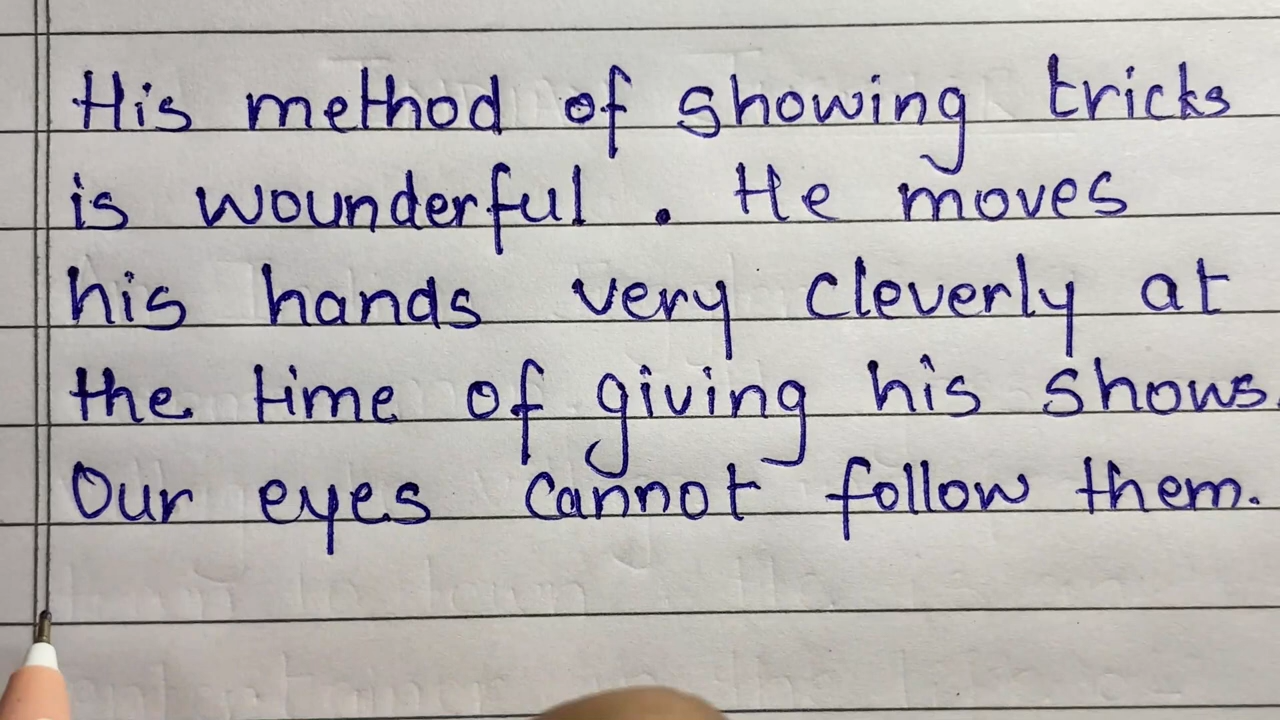 His method of showing tricks
is wounderful. He moves
his hands very cleverly at
the time of giving his shows.
Our eyes cannot follow them.